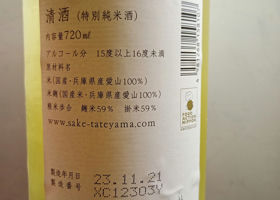 清酒 (特別純米酒)
内容量720mℓ
アルコール分 15度以上16度未満
原材料名
米(国産・兵庫県産愛山100%)
米麹(国産・兵庫県産愛山100%)
精米歩合 麹米59% 掛米59%
www.sake-tateyama.com
製造年月日 23.11.21
製造番号 XC12303Y